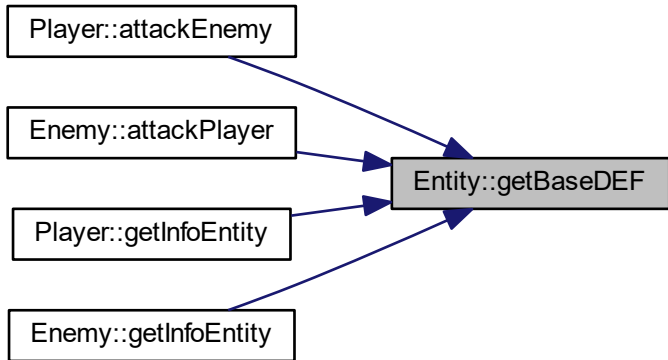 Player::attackEnemy
Enemy::attackPlayer
Entity::getBaseDEF
Player::getInfoEntity
Enemy::getInfoEntity